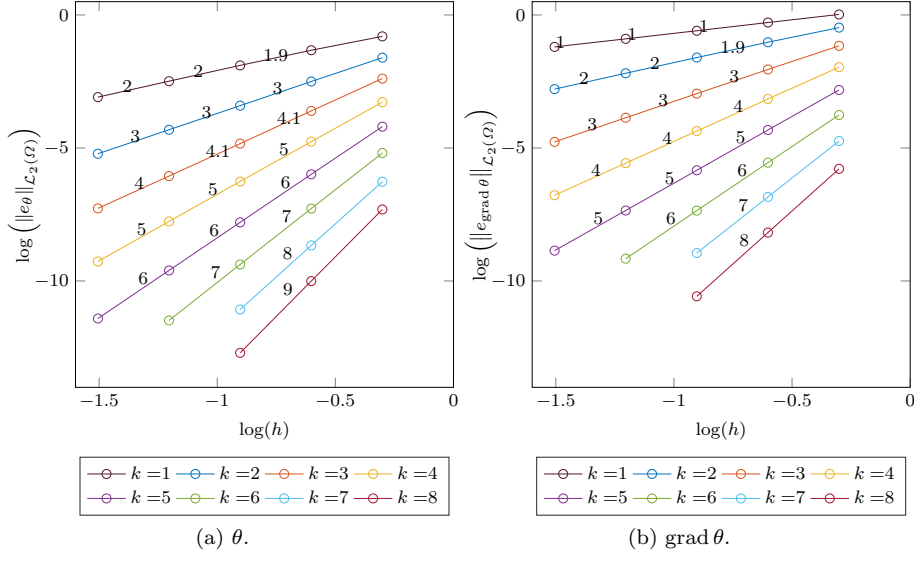 0
−5
−10
log (||e_θ||_{𝓛₂(Ω)})
2 2 1.9
3 3 3
4 4.1 4.1
5 5 5
6 6 6
7 7
8
9
−1.5 −1 −0.5 0
log(h)
k =1 k =2 k =3 k =4
k =5 k =6 k =7 k =8
(a) θ.
0
−5
−10
log (||e_{grad θ}||_{𝓛₂(Ω)})
1 1 1
2 2 1.9
3 3 3
4 4 4
5 5 5
6 6
7
8
−1.5 −1 −0.5 0
log(h)
k =1 k =2 k =3 k =4
k =5 k =6 k =7 k =8
(b) grad θ.